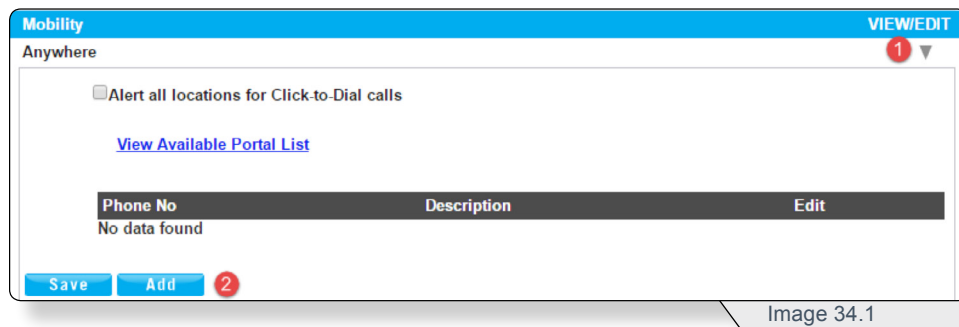 Mobility VIEW/EDIT
Anywhere 1
Alert all locations for Click-to-Dial calls
View Available Portal List
Phone No Description Edit
No data found
Save Add 2
Image 34.1